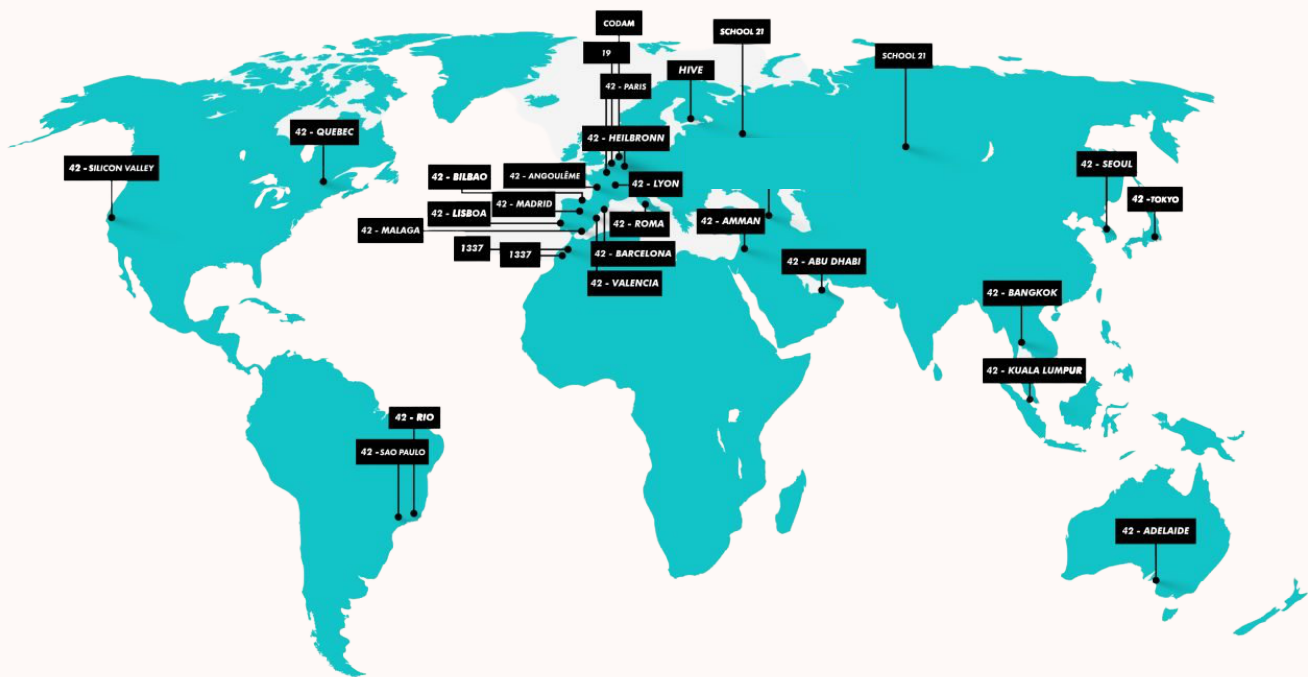 CODAM
SCHOOL 21
19
SCHOOL 21
HIVE
42 - PARIS
42 - QUEBEC
42 - HEILBRONN
42 - SILICON VALLEY
42 - SEOUL
42 - BILBAO
42 - ANGOULÊME
42 - LYON
42 -TOKYO
42 - MADRID
42 - LISBOA
42 - ROMA
42 - AMMAN
42 - MALAGA
1337
1337
42 - BARCELONA
42 - ABU DHABI
42 - VALENCIA
42 - BANGKOK
42 - KUALA LUMPUR
42 - RIO
42 -SAO PAULO
42 - ADELAIDE